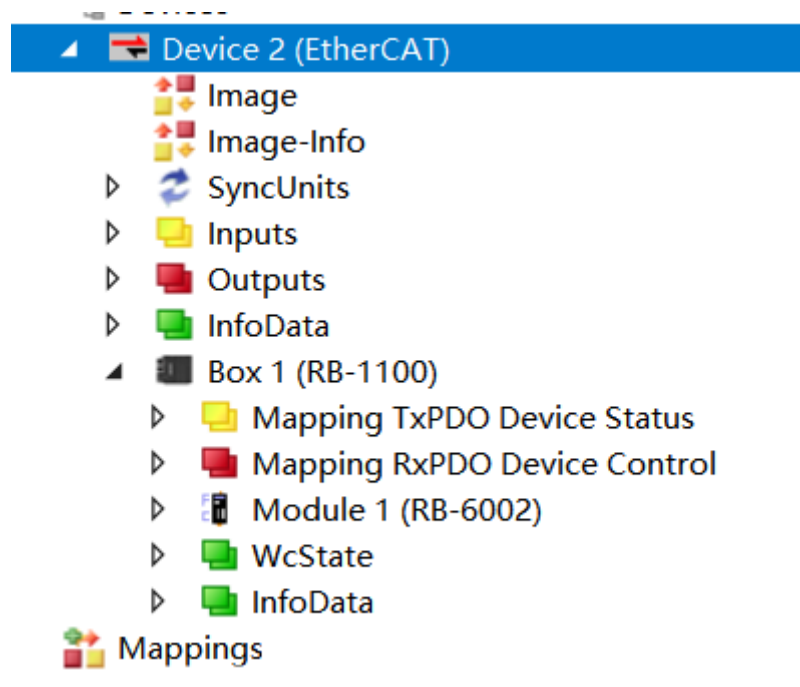 Device 2 (EtherCAT)
Image
Image-Info
SyncUnits
Inputs
Outputs
InfoData
Box 1 (RB-1100)
Mapping TxPDO Device Status
Mapping RxPDO Device Control
Module 1 (RB-6002)
WcState
InfoData
Mappings